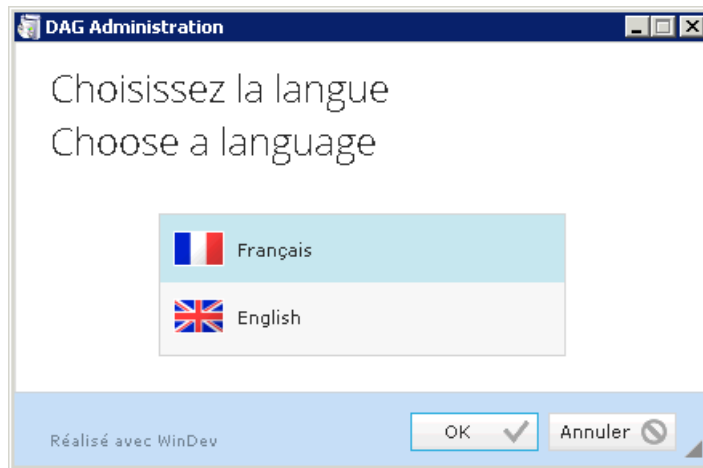 DAG Administration
Choisissez la langue
Choose a language
Français
English
Réalisé avec WinDev
OK
Annuler